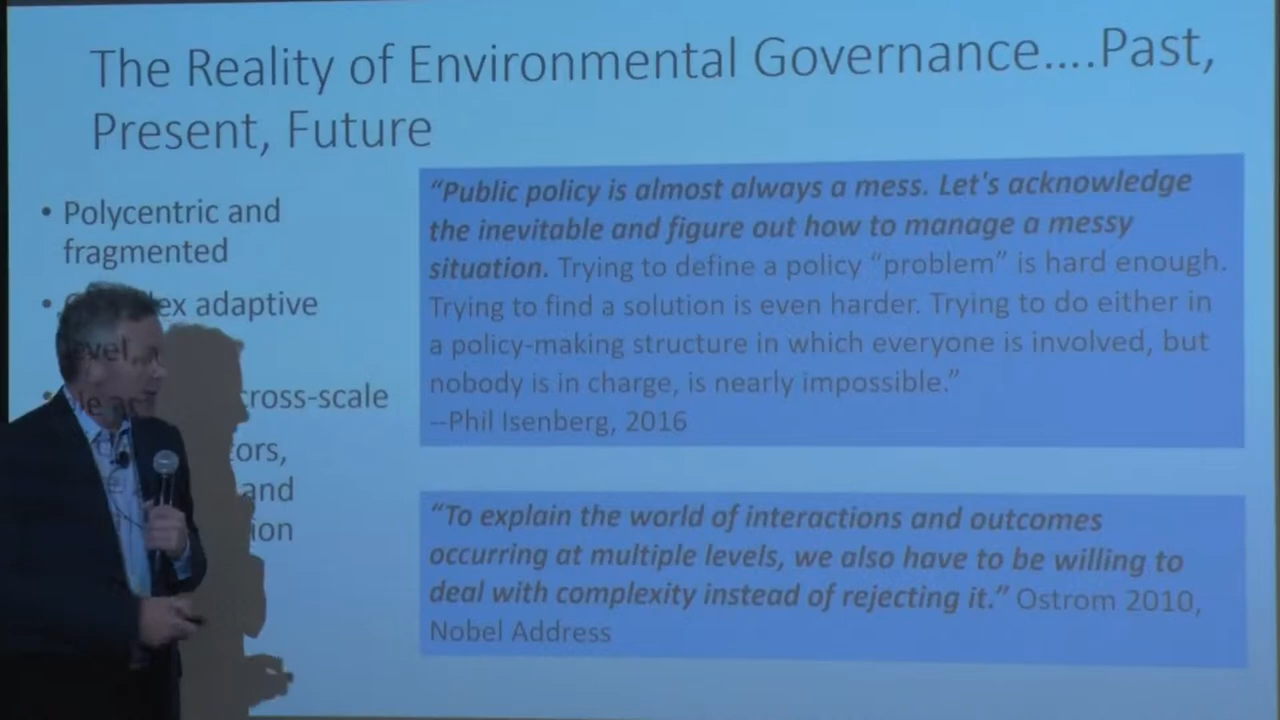 The Reality of Environmental Governance....Past,
Present, Future
• Polycentric and
fragmented
• adaptive
• cross-scale
and
“Public policy is almost always a mess. Let's acknowledge
the inevitable and figure out how to manage a messy
situation. Trying to define a policy “problem” is hard enough.
Trying to find a solution is even harder. Trying to do either in
a policy-making structure in which everyone is involved, but
nobody is in charge, is nearly impossible.”
--Phil Isenberg, 2016
“To explain the world of interactions and outcomes
occurring at multiple levels, we also have to be willing to
deal with complexity instead of rejecting it.” Ostrom 2010,
Nobel Address